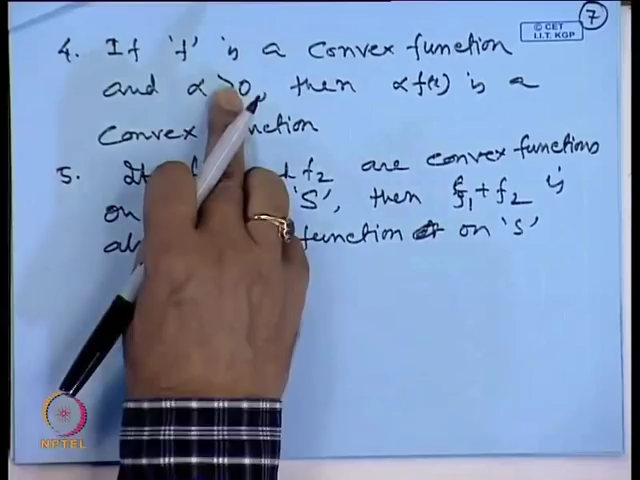 © CET
I.I.T. KGP
7
4. If 'f' is a convex function
and α > 0, then αf(x) is a
Convex function
5. If f₂ are convex functions
on 'S', then f₁ + f₂ is
function on 'S'
NPTEL